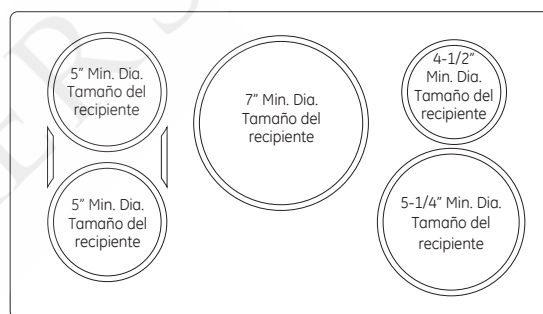 5” Min. Dia.
Tamaño del
recipiente
7” Min. Dia.
Tamaño del
recipiente
4-1/2”
Min. Dia.
Tamaño del
recipiente
5” Min. Dia.
Tamaño del
recipiente
5-1/4” Min. Dia.
Tamaño del
recipiente